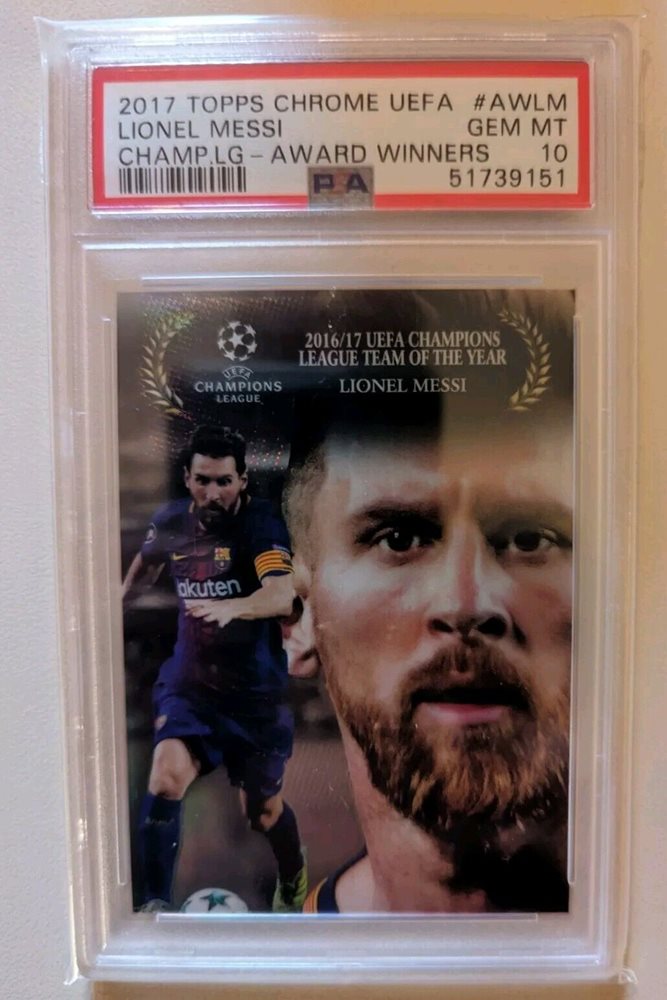 2017 TOPPS CHROME UEFA #AWLM
LIONEL MESSI GEM MT
CHAMP.LG - AWARD WINNERS 10
PSA 51739151
2016/17 UEFA CHAMPIONS
LEAGUE TEAM OF THE YEAR
LIONEL MESSI
UEFA
CHAMPIONS
LEAGUE
akuten